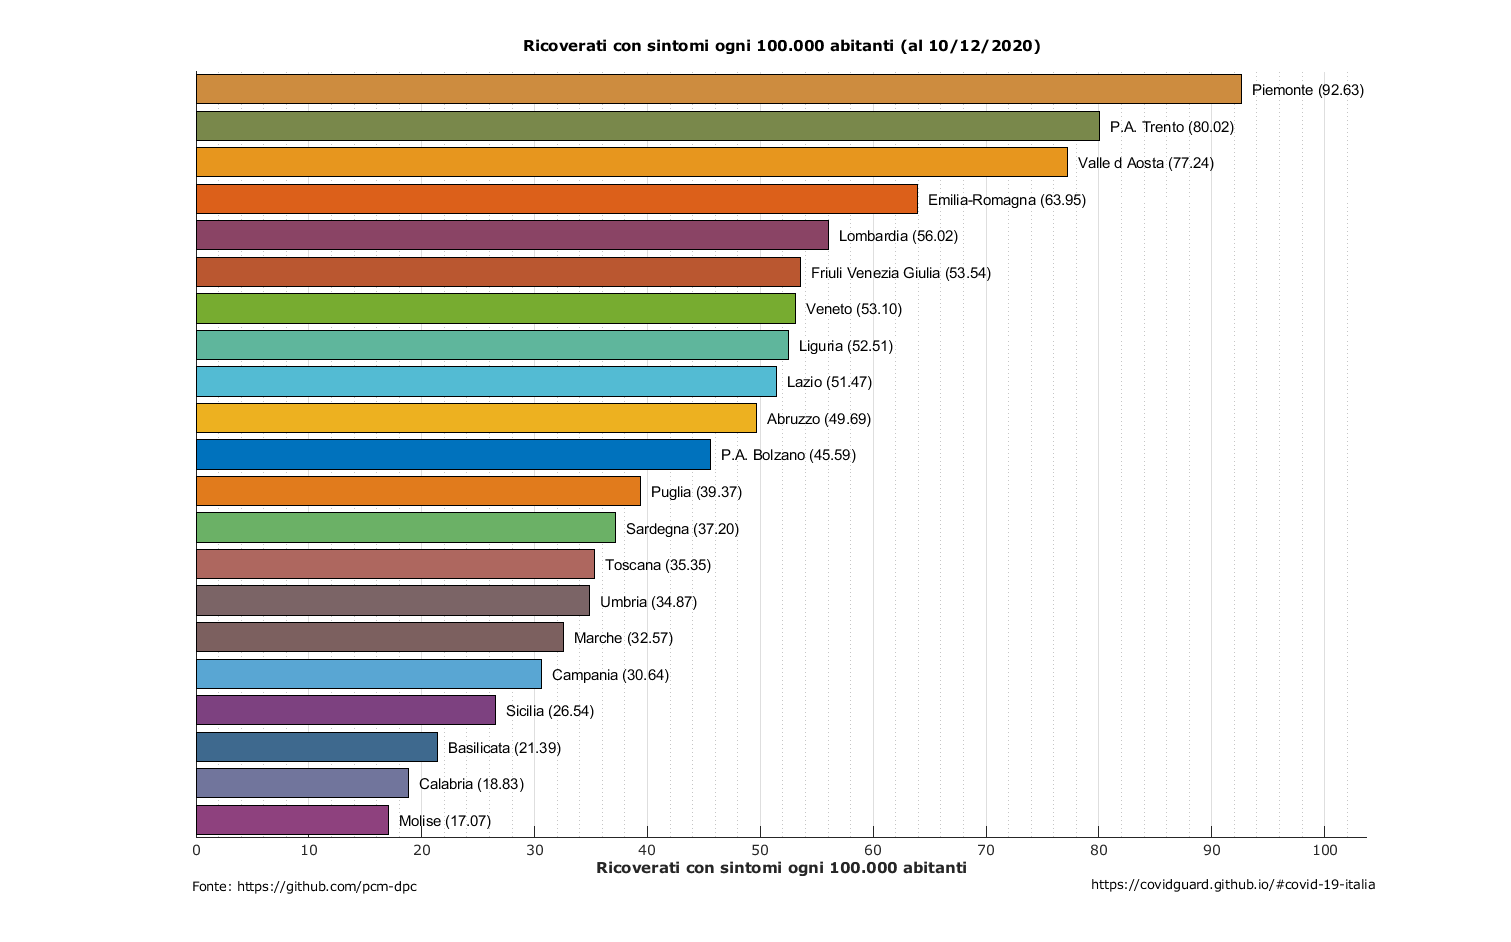 Ricoverati con sintomi ogni 100.000 abitanti (al 10/12/2020)
Piemonte (92.63)
P.A. Trento (80.02)
Valle d Aosta (77.24)
Emilia-Romagna (63.95)
Lombardia (56.02)
Friuli Venezia Giulia (53.54)
Veneto (53.10)
Liguria (52.51)
Lazio (51.47)
Abruzzo (49.69)
P.A. Bolzano (45.59)
Puglia (39.37)
Sardegna (37.20)
Toscana (35.35)
Umbria (34.87)
Marche (32.57)
Campania (30.64)
Sicilia (26.54)
Basilicata (21.39)
Calabria (18.83)
Molise (17.07)
0 10 20 30 40 50 60 70 80 90 100
Ricoverati con sintomi ogni 100.000 abitanti
Fonte: https://github.com/pcm-dpc
https://covidguard.github.io/#covid-19-italia